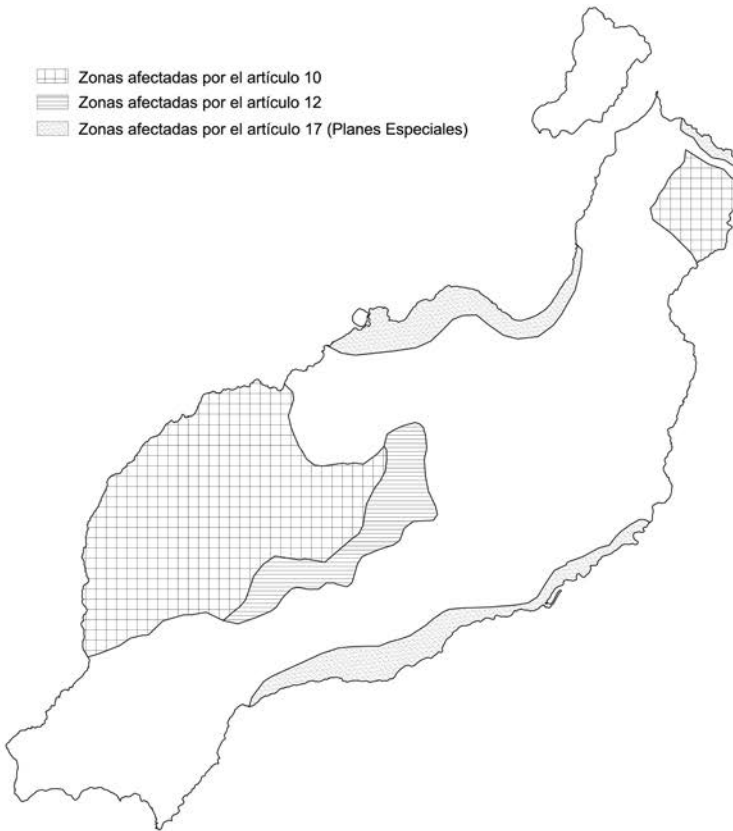 Zonas afectadas por el artículo 10
Zonas afectadas por el artículo 12
Zonas afectadas por el artículo 17 (Planes Especiales)